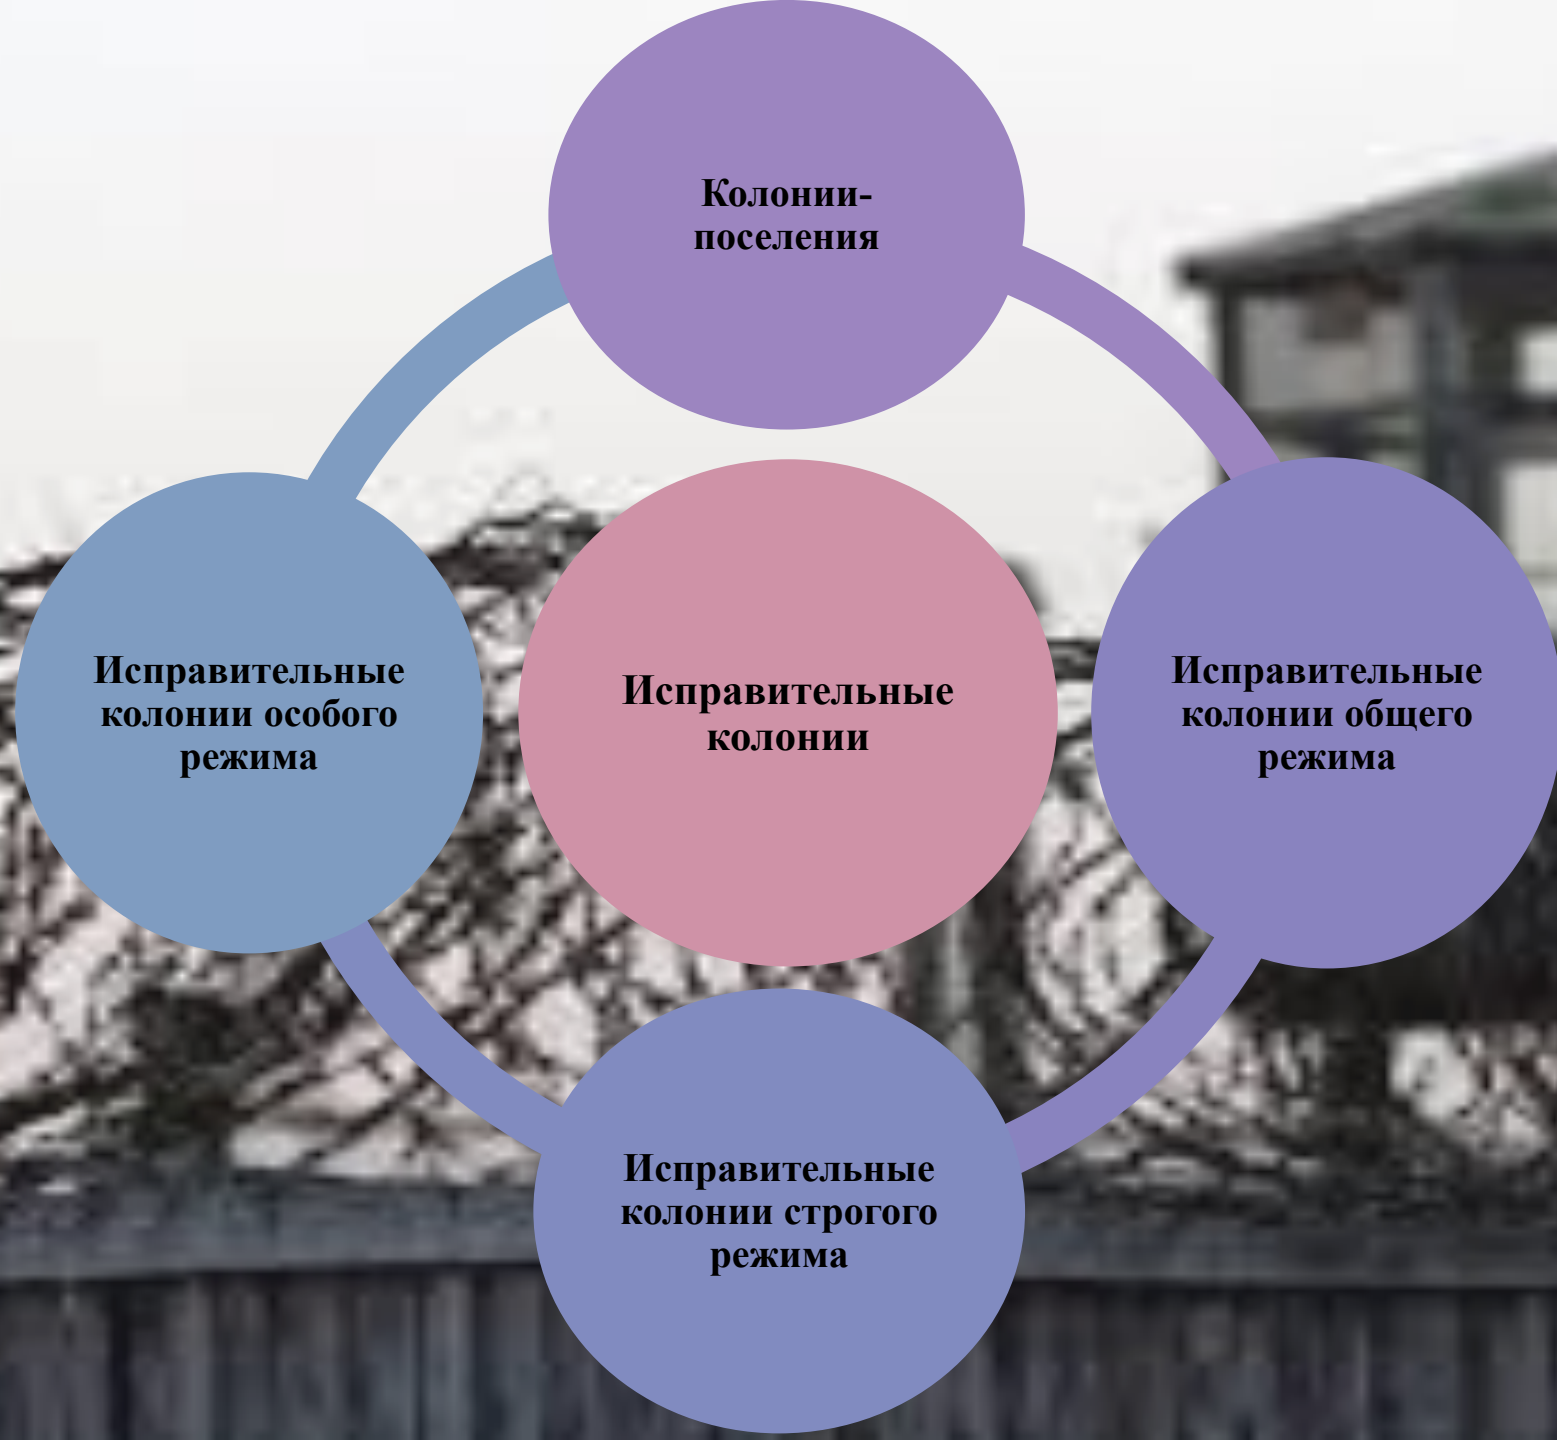 Колонии-
поселения
Исправительные
колонии особого
режима
Исправительные
колонии
Исправительные
колонии общего
режима
Исправительные
колонии строгого
режима